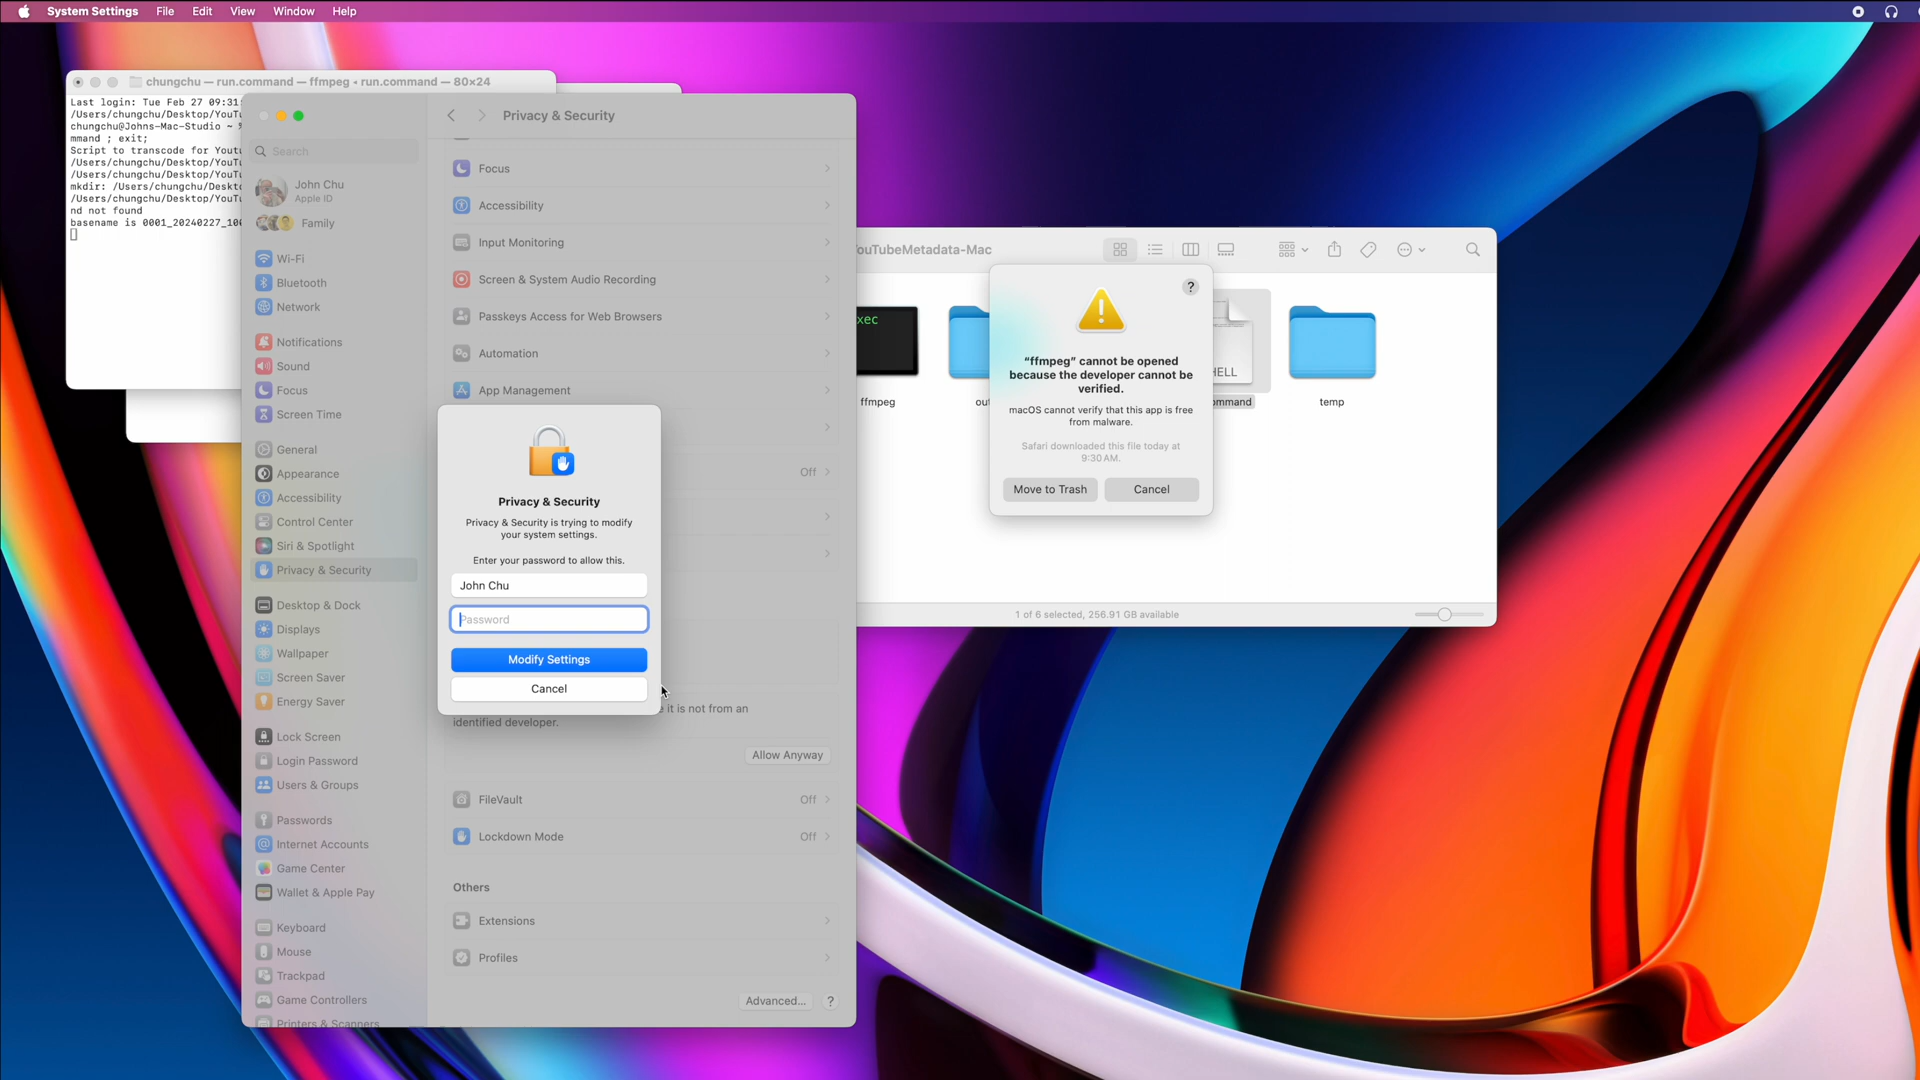 System Settings File Edit View Window Help
chungchu — run.command — ffmpeg ◂ run.command — 80×24
Last login: Tue Feb 27 09:31:
/Users/chungchu/Desktop/YouTu
chungchu@Johns-Mac-Studio ~ %
mmand ; exit;
Script to transcode for Youtu
/Users/chungchu/Desktop/YouTu
/Users/chungchu/Desktop/YouTu
mkdir: /Users/chungchu/Deskto
/Users/chungchu/Desktop/YouTu
nd not found
basename is 0001_20240227_100
Search
John Chu
Apple ID
Family
Wi-Fi
Bluetooth
Network
Notifications
Sound
Focus
Screen Time
General
Appearance
Accessibility
Control Center
Siri & Spotlight
Privacy & Security
Desktop & Dock
Displays
Wallpaper
Screen Saver
Energy Saver
Lock Screen
Login Password
Users & Groups
Passwords
Internet Accounts
Game Center
Wallet & Apple Pay
Keyboard
Mouse
Trackpad
Game Controllers
Printers & Scanners
Privacy & Security
Focus
Accessibility
Input Monitoring
Screen & System Audio Recording
Passkeys Access for Web Browsers
Automation
App Management
Off
Privacy & Security
Privacy & Security is trying to modify
your system settings.
Enter your password to allow this.
John Chu
Password
Modify Settings
Cancel
it is not from an
identified developer.
Allow Anyway
FileVault Off
Lockdown Mode Off
Others
Extensions
Profiles
Advanced... ?
ouTubeMetadata-Mac
xec
ffmpeg
out
HELL
ommand
temp
?
“ffmpeg” cannot be opened
because the developer cannot be
verified.
macOS cannot verify that this app is free
from malware.
Safari downloaded this file today at
9:30 AM.
Move to Trash Cancel
1 of 6 selected, 256.91 GB available